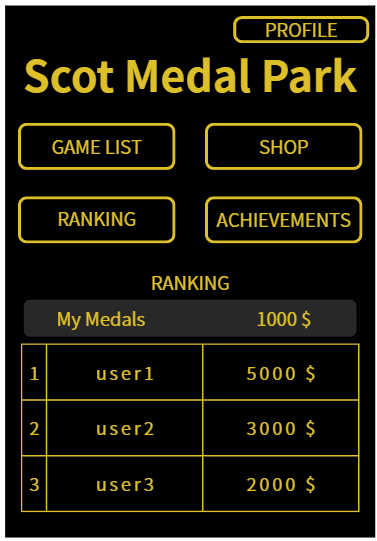 PROFILE
Scot Medal Park
GAME LIST SHOP
RANKING ACHIEVEMENTS
RANKING
My Medals 1000 $
1 user1 5000 $
2 user2 3000 $
3 user3 2000 $